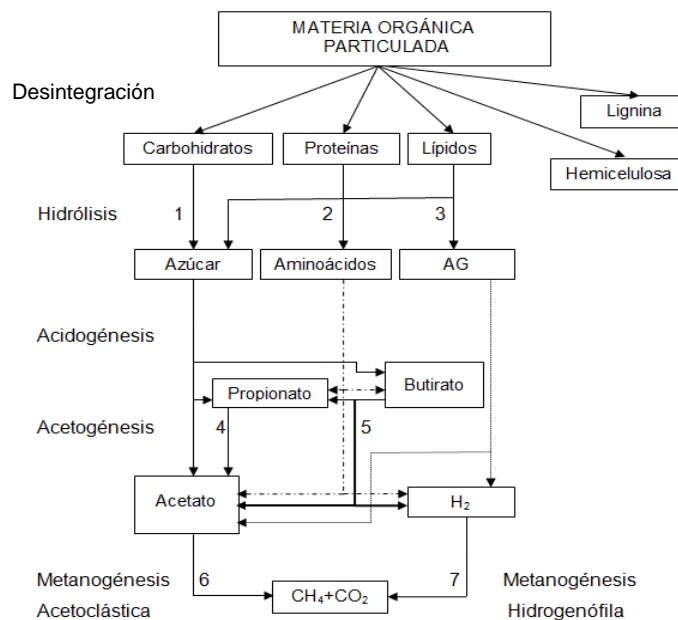 MATERIA ORGÁNICA
PARTICULADA
Desintegración
Lignina
Carbohidratos
Proteínas
Lípidos
Hemicelulosa
Hidrólisis
1
2
3
Azúcar
Aminoácidos
AG
Acidogénesis
Butirato
Propionato
Acetogénesis
4
5
Acetato
H2
Metanogénesis
Acetoclástica
6
7
Metanogénesis
Hidrogenófila
CH4+CO2